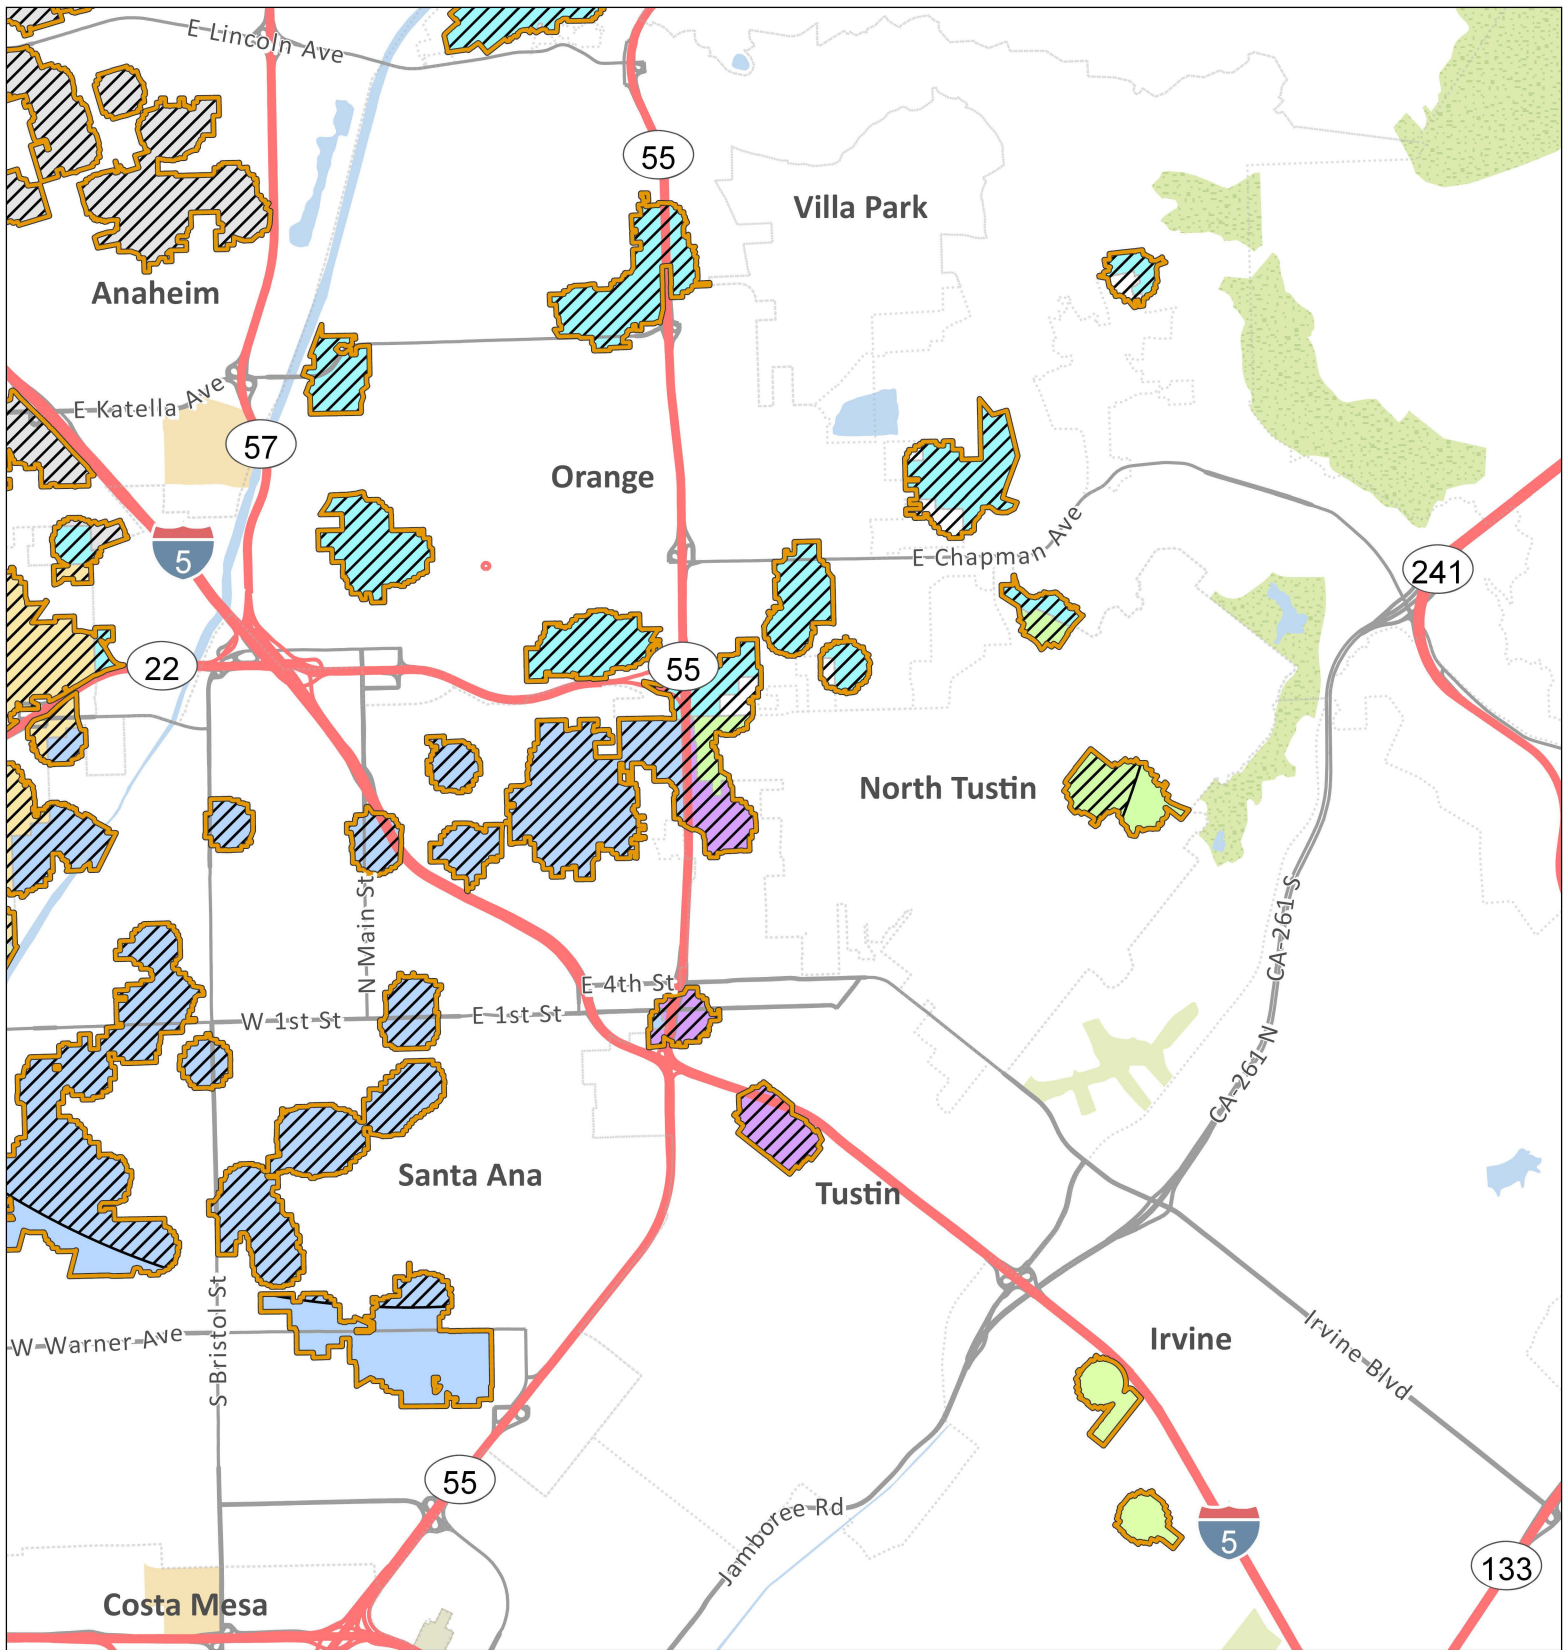 E Lincoln Ave
55
Villa Park
Anaheim
E Katella Ave
57
Orange
5
E Chapman Ave
241
22
55
North Tustin
N Main St
CA-261 S
E 4th St
W 1st St
E 1st St
CA-261 N
Santa Ana
Tustin
S Bristol St
W Warner Ave
Irvine
Irvine Blvd
55
Jamboree Rd
5
133
Costa Mesa